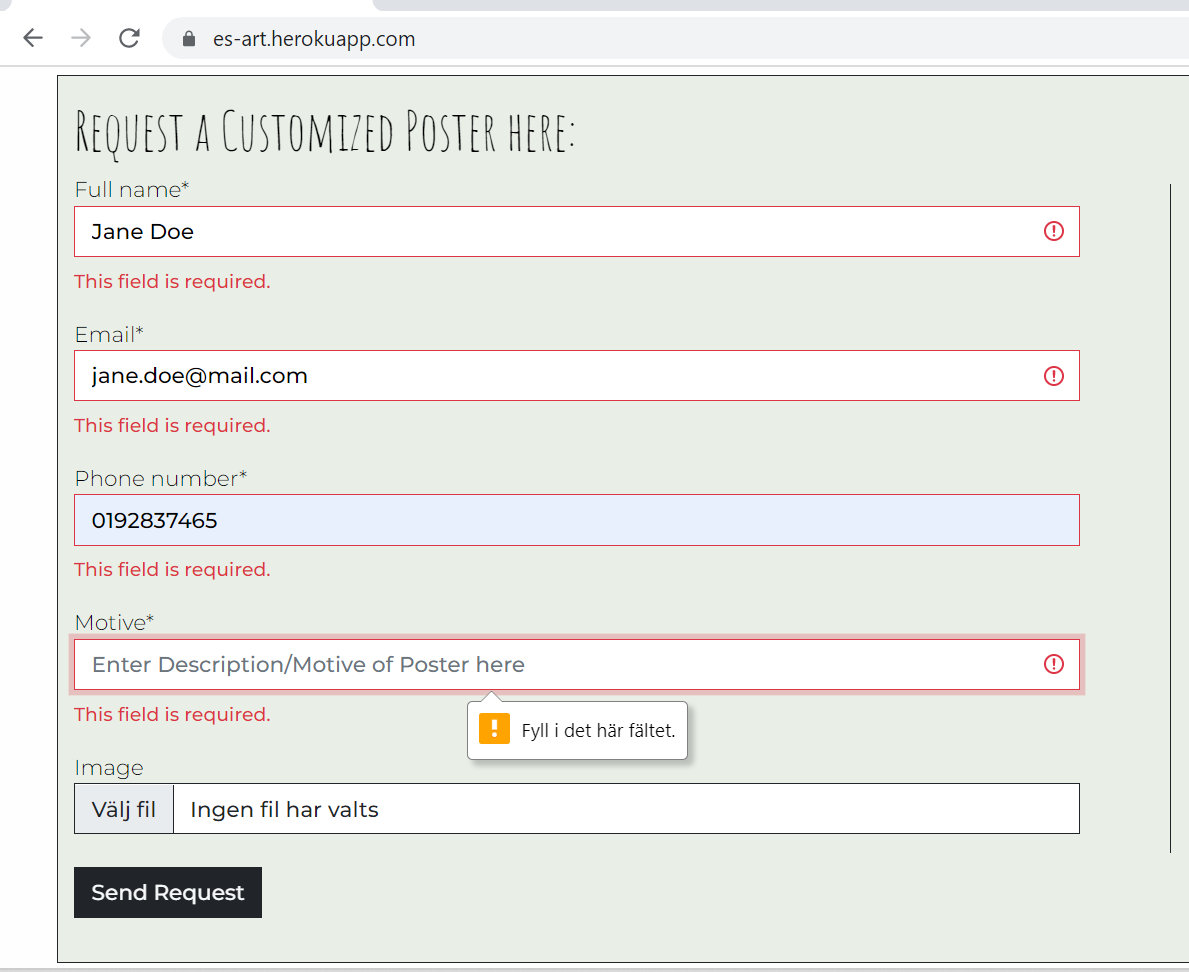 es-art.herokuapp.com
Request a Customized Poster here:
Full name*
Jane Doe
This field is required.
Email*
jane.doe@mail.com
This field is required.
Phone number*
0192837465
This field is required.
Motive*
Enter Description/Motive of Poster here
This field is required.
Fyll i det här fältet.
Image
Välj fil Ingen fil har valts
Send Request